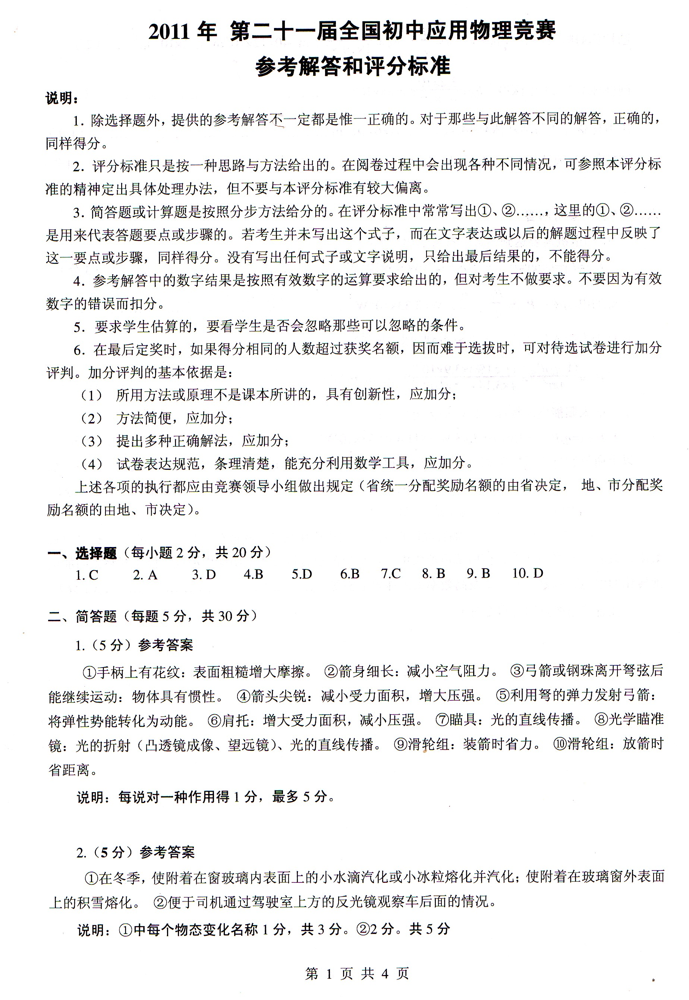 2011 年 第二十一届全国初中应用物理竞赛
参考解答和评分标准
说明：
1. 除选择题外，提供的参考解答不一定都是惟一正确的。对于那些与此解答不同的解答，正确的，
同样得分。
2. 评分标准只是按一种思路与方法给出的。在阅卷过程中会出现各种不同情况，可参照本评分标
准的精神定出具体处理办法，但不要与本评分标准有较大偏离。
3. 简答题或计算题是按照分步方法给分的。在评分标准中常常写出①、②……，这里的①、②……
是用来代表答题要点或步骤的。若考生并未写出这个式子，而在文字表达或以后的解题过程中反映了
这一要点或步骤，同样得分。没有写出任何式子或文字说明，只给出最后结果的，不能得分。
4. 参考解答中的数字结果是按照有效数字的运算要求给出的，但对考生不做要求。不要因为有效
数字的错误而扣分。
5. 要求学生估算的，要看学生是否会忽略那些可以忽略的条件。
6. 在最后定奖时，如果得分相同的人数超过获奖名额，因而难于选拔时，可对待选试卷进行加分
评判。加分评判的基本依据是：
（1） 所用方法或原理不是课本所讲的，具有创新性，应加分；
（2） 方法简便，应加分；
（3） 提出多种正确解法，应加分；
（4） 试卷表达规范，条理清楚，能充分利用数学工具，应加分。
上述各项的执行都应由竞赛领导小组做出规定（省统一分配奖励名额的由省决定， 地、市分配奖
励名额的由地、市决定）。
一、选择题（每小题 2 分，共 20 分）
1. C 2. A 3. D 4.B 5.D 6.B 7.C 8. B 9. B 10. D
二、简答题（每题 5 分，共 30 分）
1.（5 分）参考答案
①手柄上有花纹：表面粗糙增大摩擦。 ②箭身细长：减小空气阻力。 ③弓箭或钢珠离开弩弦后
能继续运动：物体具有惯性。 ④箭头尖锐：减小受力面积，增大压强。 ⑤利用弩的弹力发射弓箭：
将弹性势能转化为动能。 ⑥肩托：增大受力面积，减小压强。 ⑦瞄具：光的直线传播。 ⑧光学瞄准
镜：光的折射（凸透镜成像、望远镜）、光的直线传播。 ⑨滑轮组：装箭时省力。 ⑩滑轮组：放箭时
省距离。
说明：每说对一种作用得 1 分，最多 5 分。
2.（5 分）参考答案
①在冬季，使附着在窗玻璃内表面上的小水滴汽化或小冰粒熔化并汽化；使附着在玻璃窗外表面
上的积雪熔化。 ②便于司机通过驾驶室上方的反光镜观察车后面的情况。
说明：①中每个物态变化名称 1 分，共 3 分。②2 分。共 5 分
第 1 页 共 4 页